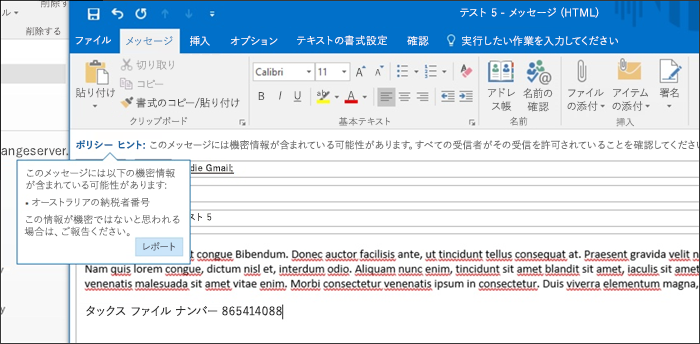 削除す
ル
削除する
テスト 5 - メッセージ (HTML)
ファイル メッセージ 挿入 オプション テキストの書式設定 確認 実行したい作業を入力してください
貼り付け
切り取り
コピー
書式のコピー/貼り付け
クリップボード
Calibri 11 A A
B I U ab A
基本テキスト
アドレ
ス帳
名前の
確認
名前
ファイル
の添付
アイテム
の添付
署名
挿入
angeserver.
ポリシー ヒント: このメッセージには機密情報が含まれている可能性があります。すべての受信者がその受信を許可されていることを確認してくださ
die Gmail;
このメッセージには以下の機密情報
が含まれている可能性があります:
• オーストラリアの納税者番号
この情報が機密ではないと思われる
場合は、ご報告ください。
レポート
スト 5
t congue Bibendum. Donec auctor facilisis ante, ut tincidunt tellus consequat at. Praesent gravida velit n
Nam quis lorem congue, dictum nisl et, interdum odio. Aliquam nunc enim, tincidunt sit amet blandit sit amet, iaculis sit amet
venenatis malesuada sit amet vitae enim. Morbi consectetur venenatis ipsum in consectetur. Duis viverra elementum magna,
タックス ファイル ナンバー 865414088